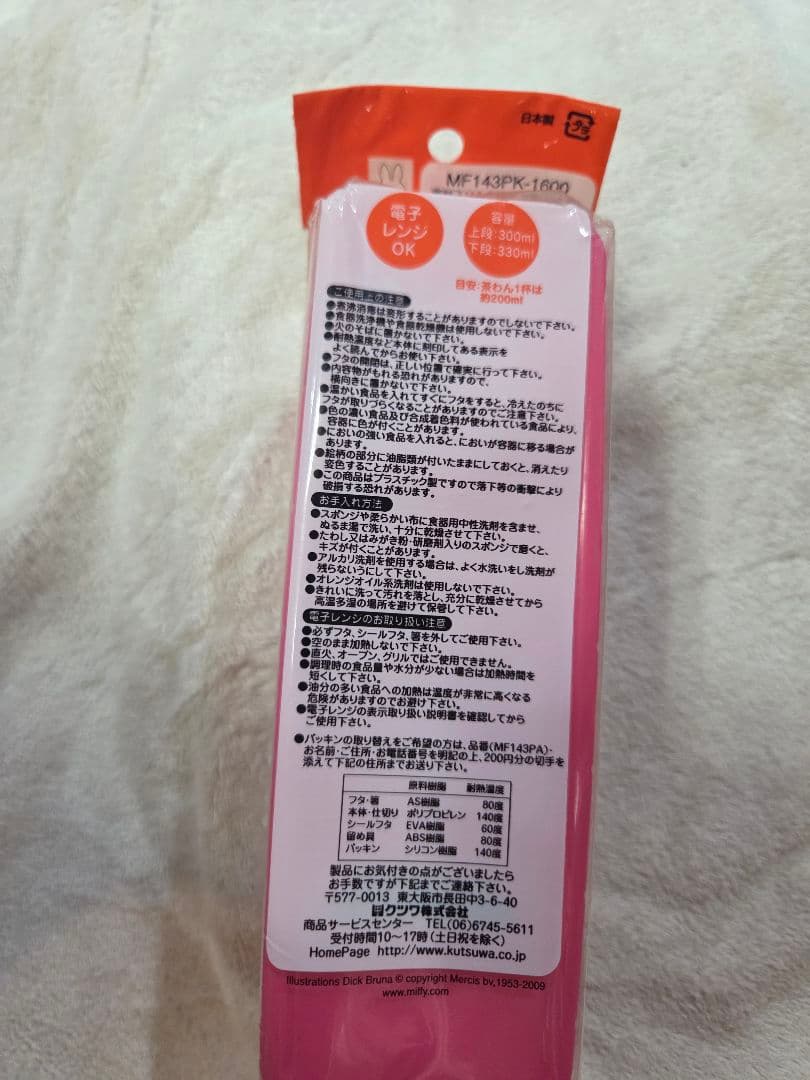 日本製
MF143PK-1600
電子
レンジ
OK
容量
上段:300ml
下段:330ml
目安:茶わん1杯は
約200ml
ご使用上の注意
●煮沸消毒は変形することがありますのでしないで下さい。
●食器洗浄機や食器乾燥機は使用しないで下さい。
●火のそばに置かないで下さい。
●耐熱温度など本体に刻印してある表示を
よく読んでからお使い下さい。
●フタの開閉は、正しい位置で確実に行って下さい。
●内容物がもれる恐れがありますので、
横向きに置かないで下さい。
●温かい食品を入れてすぐにフタをすると、冷えたのちに
フタが取りづらくなることがありますのでご注意下さい。
●色の濃い食品及び合成着色料が使われている食品により、
容器に色が付くことがあります。
●においの強い食品を入れると、においが容器に移る場合が
あります。
●絵柄の部分に油脂類が付いたままにしておくと、消えたり
変色することがあります。
●この商品はプラスチック製ですので落下等の衝撃により
破損する恐れがあります。
お手入れ方法
●スポンジや柔らかい布に食器用中性洗剤を含ませ、
ぬるま湯で洗い、十分に乾燥させて下さい。
●たわし又はみがき粉・研磨剤入りのスポンジで磨くと、
キズが付くことがあります。
●アルカリ洗剤を使用する場合は、よく水洗いをし洗剤が
残らないうにして下さい。
●オレンジオイル系洗剤は使用しないで下さい。
●きれいに洗って汚れを落とし、充分に乾燥させてから
高温多湿の場所を避けて保管して下さい。
電子レンジのお取り扱い注意
●必ずフタ、シールフタ、箸を外してご使用下さい。
●空のまま加熱しないで下さい。
●直火、オーブン、グリルではご使用できません。
●調理時の食品量や水分が少ない場合は加熱時間を
短くして下さい。
●油分の多い食品への加熱は温度が非常に高くなる
危険がありますのでお避け下さい。
●電子レンジの表示取り扱い説明書を確認してから
ご使用下さい。
●パッキンの取り替えをご希望の方は、品番(MF143PA)・
お名前・ご住所・お電話番号を明記の上、200円分の切手を
添えて下記の住所までお送り下さい。
原料樹脂 耐熱温度
フタ・箸 AS樹脂 80度
本体・仕切り ポリプロピレン 140度
シールフタ EVA樹脂 60度
留め具 ABS樹脂 80度
パッキン シリコン樹脂 140度
製品にお気付きの点がございましたら
お手数ですが下記までご連絡下さい。
〒577-0013 東大阪市長田中3-6-40
クツワ株式会社
商品サービスセンター TEL(06)6745-5611
受付時間10～17時(土日祝を除く)
HomePage http://www.kutsuwa.co.jp
Illustrations Dick Bruna © copyright Mercis bv,1953-2009
www.miffy.com